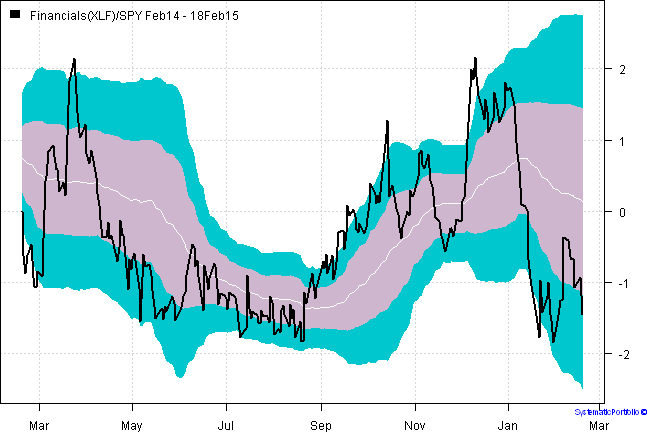 Financials(XLF)/SPY Feb14 - 18Feb15
2
1
0
-1
-2
Mar May Jul Sep Nov Jan Mar
SystematicPortfolio ©